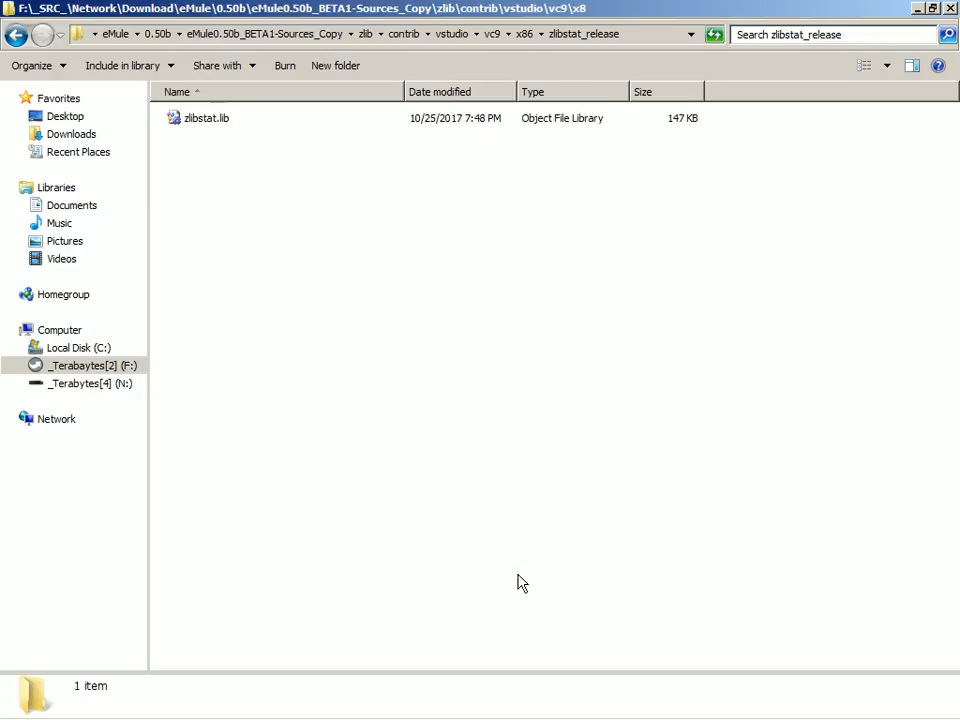 F:\_SRC_\Network\Download\eMule\0.50b\eMule0.50b_BETA1-Sources_Copy\zlib\contrib\vstudio\vc9\x8
eMule 0.50b eMule0.50b_BETA1-Sources_Copy zlib contrib vstudio vc9 x86 zlibstat_release Search zlibstat_release
Organize Include in library Share with Burn New folder
Name Date modified Type Size
zlibstat.lib 10/25/2017 7:48 PM Object File Library 147 KB
Favorites
Desktop
Downloads
Recent Places
Libraries
Documents
Music
Pictures
Videos
Homegroup
Computer
Local Disk (C:)
_Terabaytes[2] (F:)
_Terabytes[4] (N:)
Network
1 item